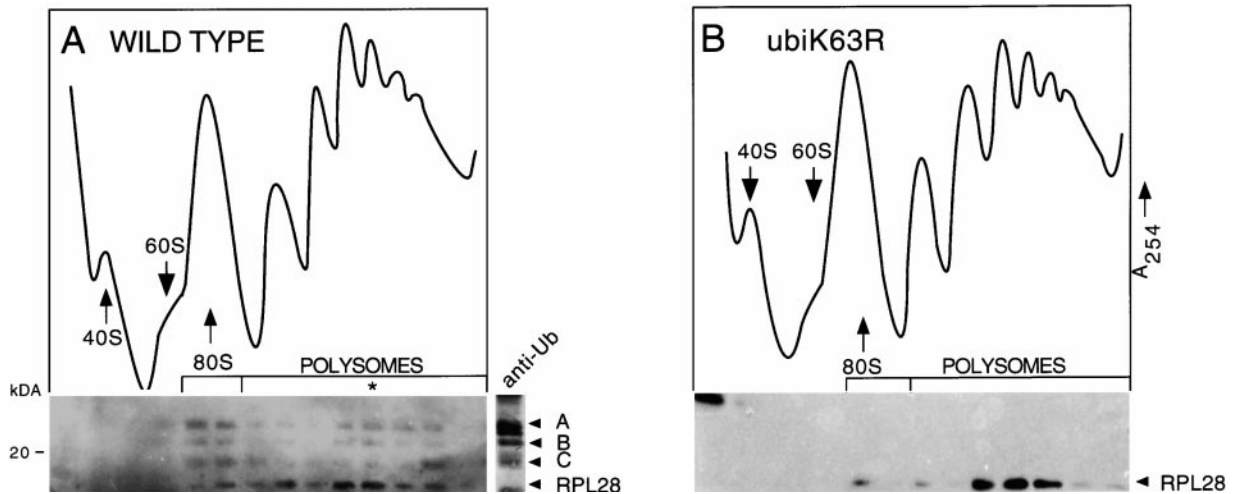 A WILD TYPE
60S
40S
80S
POLYSOMES
*
anti-Ub
kDA
20 -
A
B
C
RPL28
B ubiK63R
40S
60S
80S
POLYSOMES
A254
RPL28